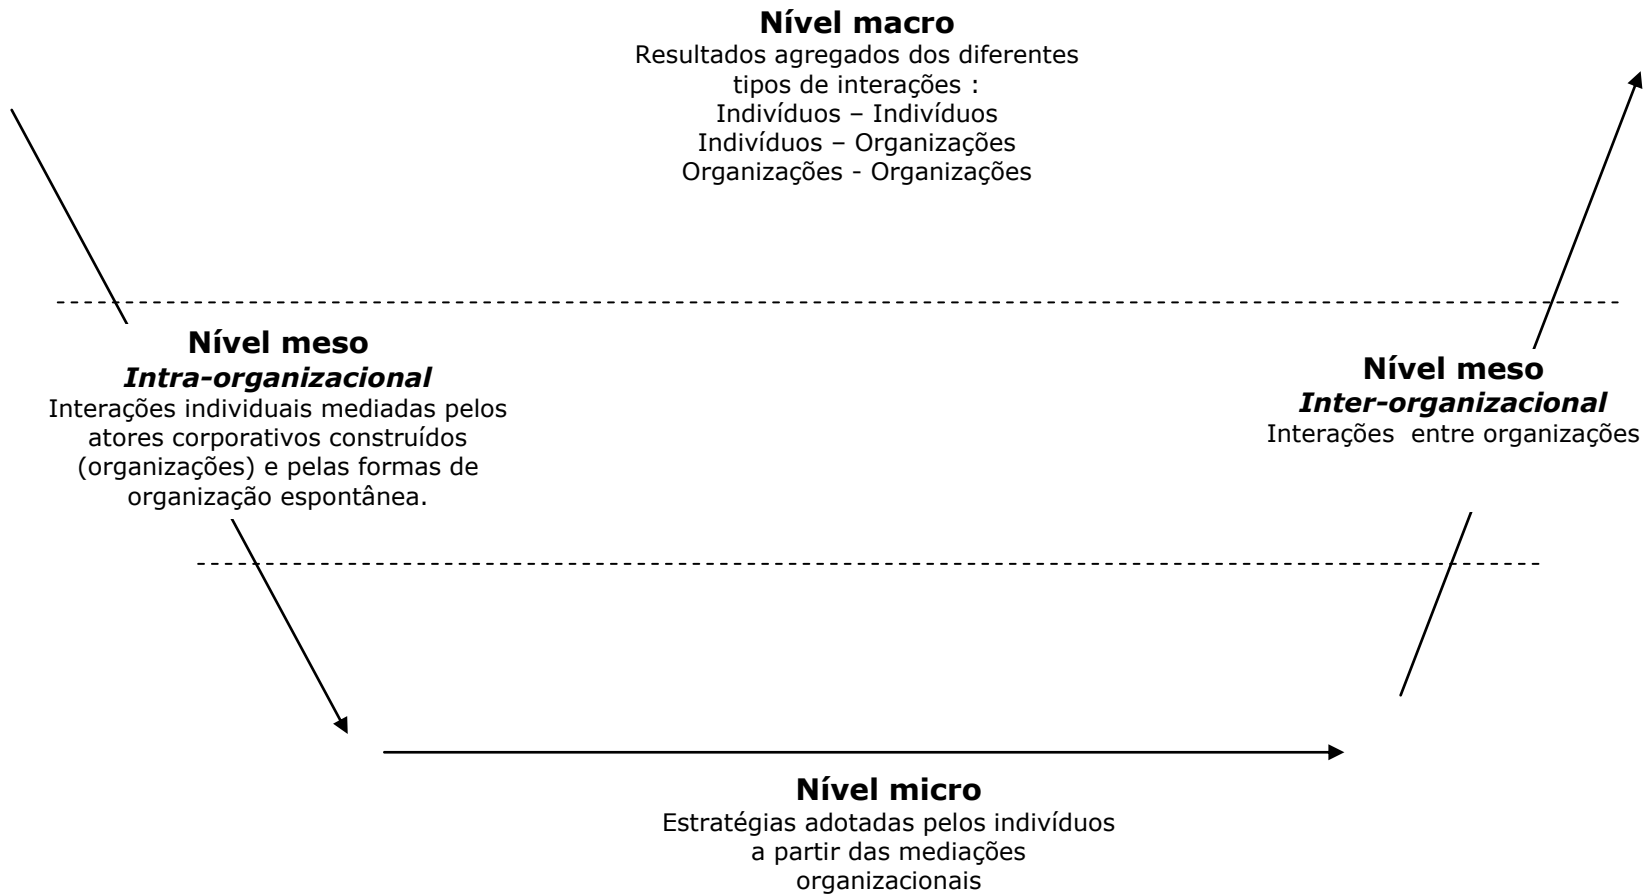 Nível macro
Resultados agregados dos diferentes
tipos de interações :
Indivíduos – Indivíduos
Indivíduos – Organizações
Organizações - Organizações
Nível meso
Intra-organizacional
Interações individuais mediadas pelos
atores corporativos construídos
(organizações) e pelas formas de
organização espontânea.
Nível meso
Inter-organizacional
Interações  entre organizações
Nível micro
Estratégias adotadas pelos indivíduos
a partir das mediações
organizacionais